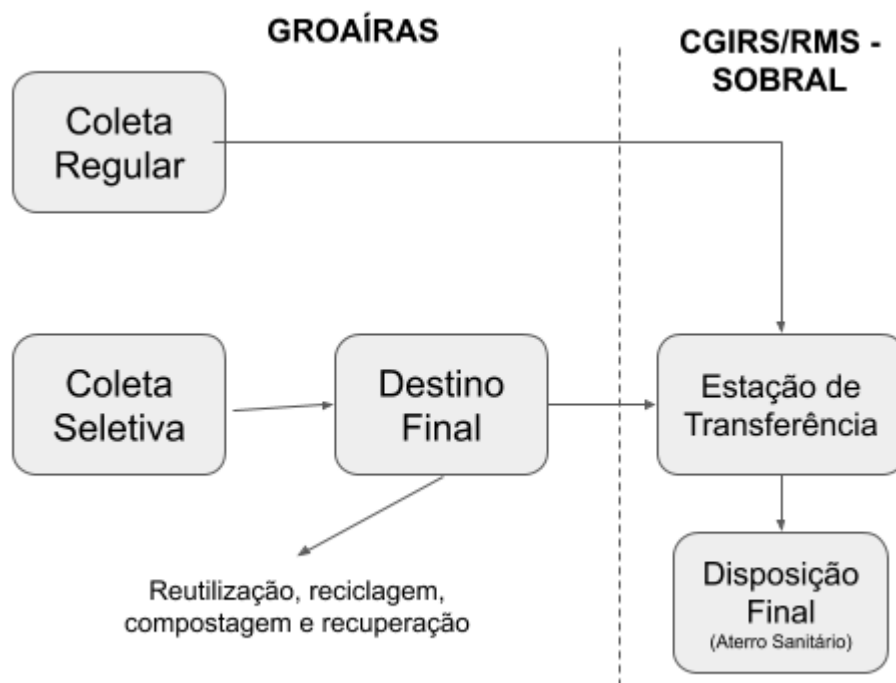 GROAÍRAS
CGIRS/RMS -
SOBRAL
Coleta
Regular
Coleta
Seletiva
Destino
Final
Estação de
Transferência
Reutilização, reciclagem,
compostagem e recuperação
Disposição
Final
(Aterro Sanitário)